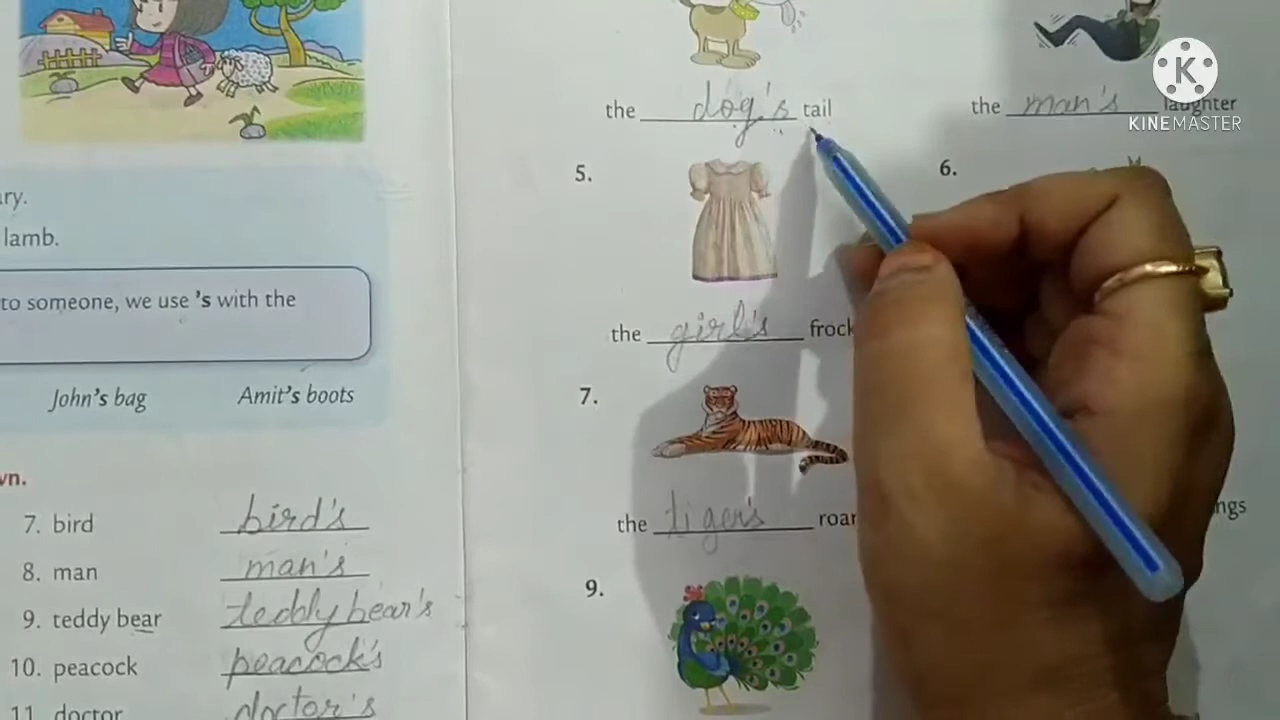 ry.
lamb.
to someone, we use 's with the
John's bag Amit's boots
wn.
7. bird bird's
8. man man's
9. teddy bear teddy bear's
10. peacock peacock's
11. doctor doctor's
the dog's tail
the man's laughter
5.
6.
the girl's frock
7.
the tiger's roar
ngs
9.
K
KINEMASTER